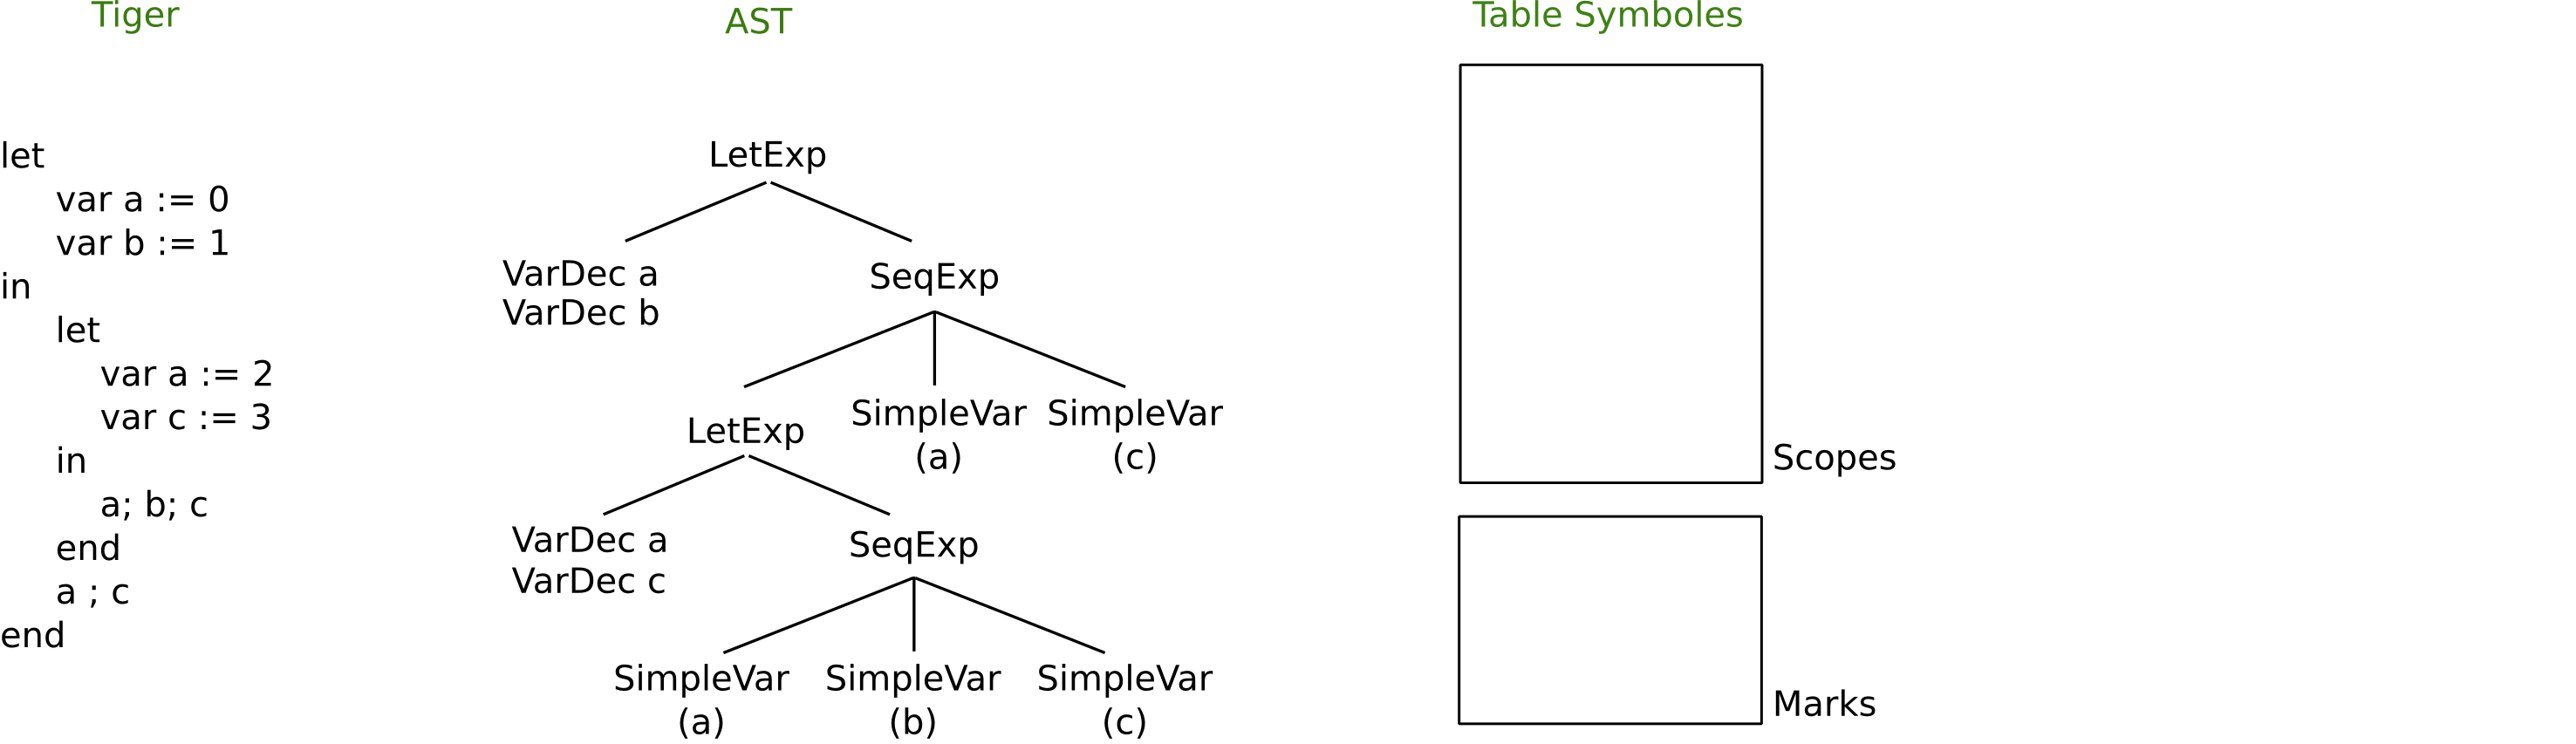 Tiger
let
var a := 0
var b := 1
in
let
var a := 2
var c := 3
in
a; b; c
end
a ; c
end
AST
LetExp
VarDec a
VarDec b
SeqExp
LetExp
SimpleVar
(a)
SimpleVar
(c)
VarDec a
VarDec c
SeqExp
SimpleVar
(a)
SimpleVar
(b)
SimpleVar
(c)
Table Symboles
Scopes
Marks